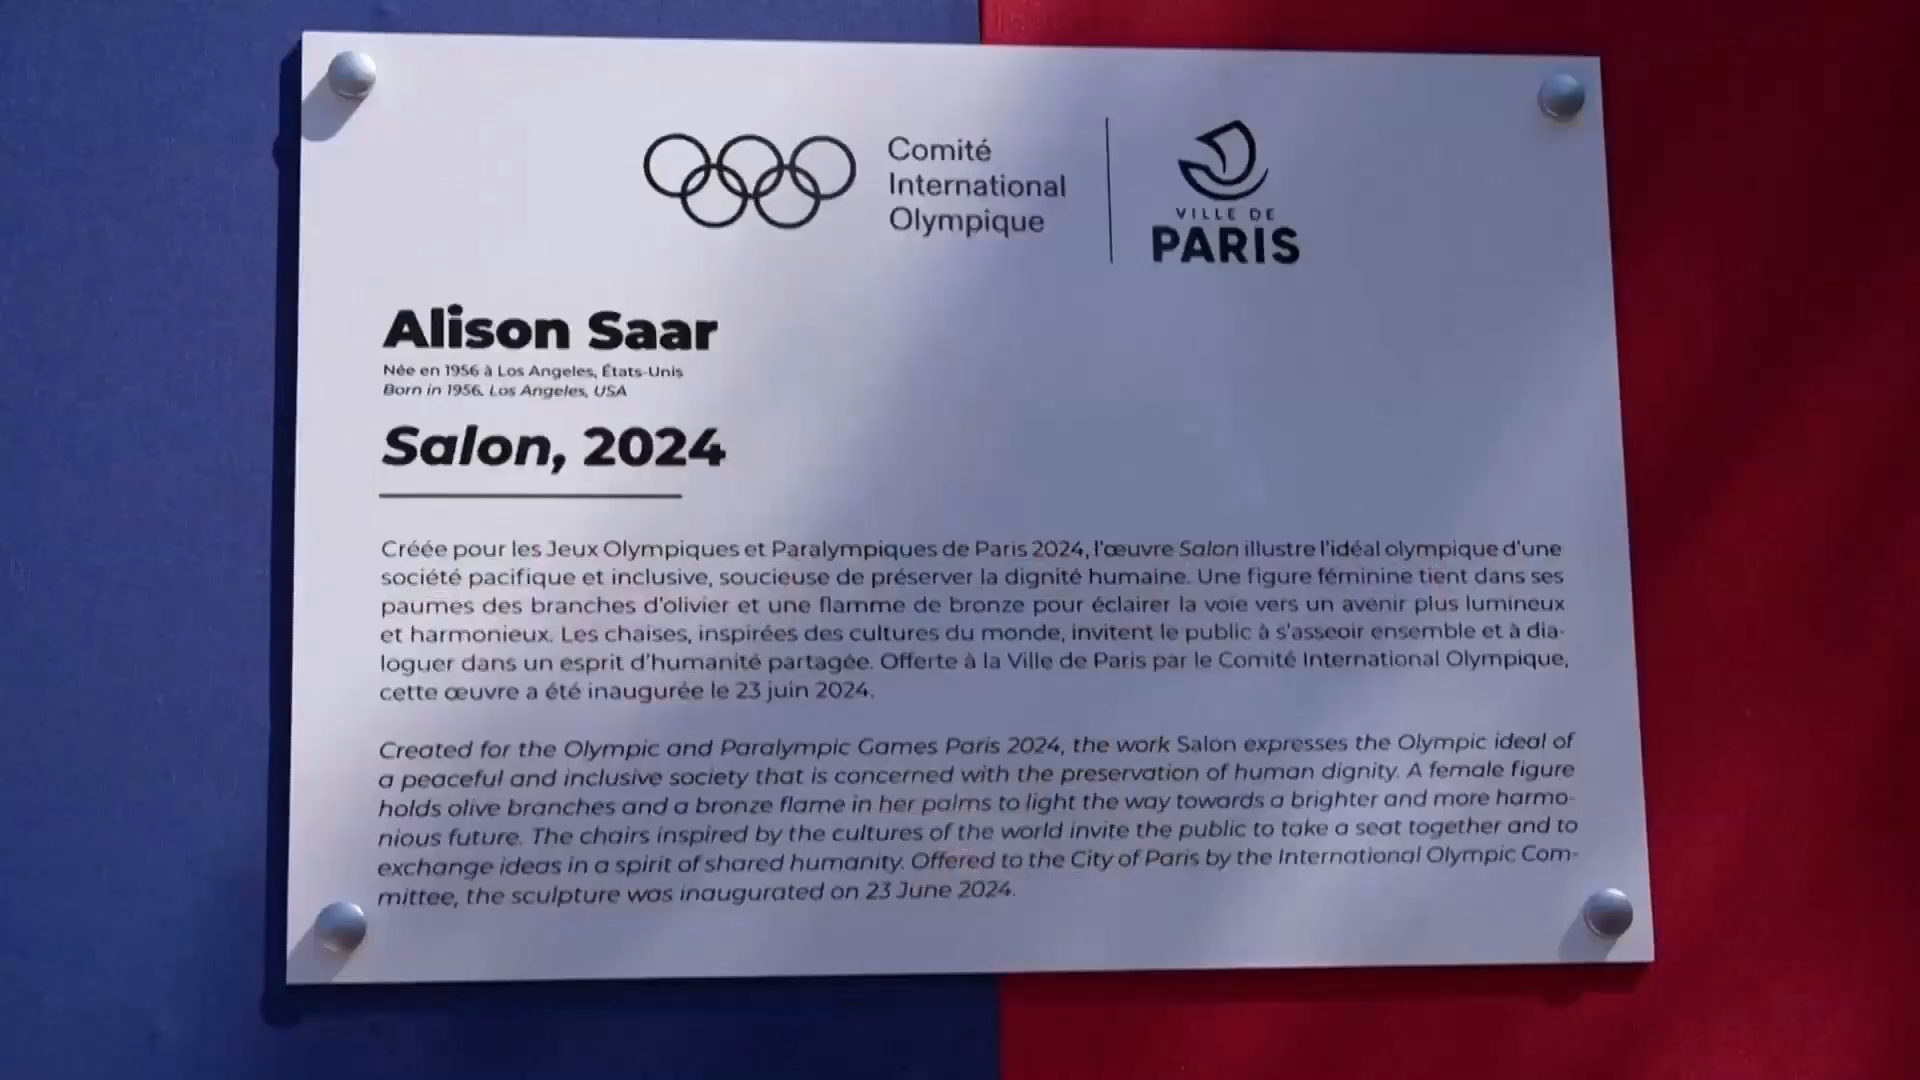 Comité
International
Olympique
VILLE DE
PARIS
Alison Saar
Née en 1956 à Los Angeles, États-Unis
Born in 1956. Los Angeles, USA
Salon, 2024
Créée pour les Jeux Olympiques et Paralympiques de Paris 2024, l'œuvre Salon illustre l'idéal olympique d'une
société pacifique et inclusive, soucieuse de préserver la dignité humaine. Une figure féminine tient dans ses
paumes des branches d'olivier et une flamme de bronze pour éclairer la voie vers un avenir plus lumineux
et harmonieux. Les chaises, inspirées des cultures du monde, invitent le public à s'asseoir ensemble et à dia-
loguer dans un esprit d'humanité partagée. Offerte à la Ville de Paris par le Comité International Olympique,
cette œuvre a été inaugurée le 23 juin 2024.
Created for the Olympic and Paralympic Games Paris 2024, the work Salon expresses the Olympic ideal of
a peaceful and inclusive society that is concerned with the preservation of human dignity. A female figure
holds olive branches and a bronze flame in her palms to light the way towards a brighter and more harmo-
nious future. The chairs inspired by the cultures of the world invite the public to take a seat together and to
exchange ideas in a spirit of shared humanity. Offered to the City of Paris by the International Olympic Com-
mittee, the sculpture was inaugurated on 23 June 2024.